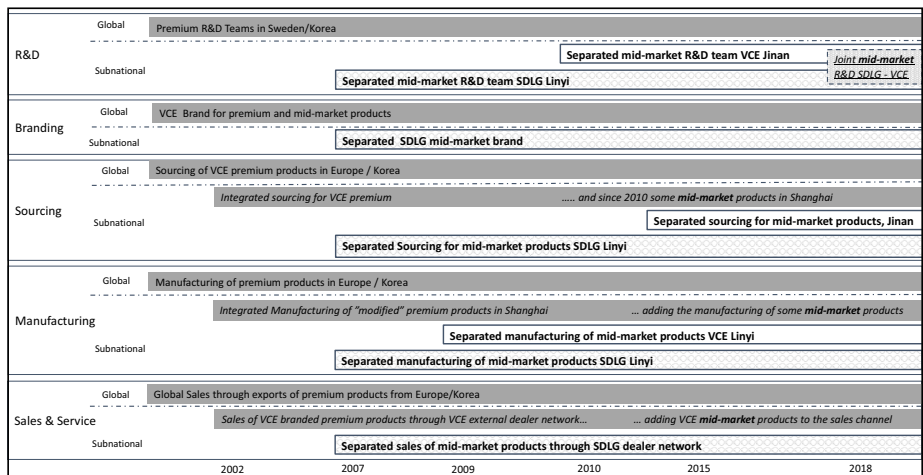 Global
Premium R&D Teams in Sweden/Korea
R&D
Separated mid-market R&D team VCE Jinan
Joint mid-market
R&D SDLG - VCE
Subnational
Separated mid-market R&D team SDLG Linyi
Global
VCE Brand for premium and mid-market products
Branding
Subnational
Separated SDLG mid-market brand
Global
Sourcing of VCE premium products in Europe / Korea
Integrated sourcing for VCE premium
..... and since 2010 some mid-market products in Shanghai
Sourcing
Separated sourcing for mid-market products, Jinan
Subnational
Separated Sourcing for mid-market products SDLG Linyi
Global
Manufacturing of premium products in Europe / Korea
Integrated Manufacturing of ”modified” premium products in Shanghai
... adding the manufacturing of some mid-market products
Manufacturing
Separated manufacturing of mid-market products VCE Linyi
Subnational
Separated manufacturing of mid-market products SDLG Linyi
Global
Global Sales through exports of premium products from Europe/Korea
Sales & Service
Sales of VCE branded premium products through VCE external dealer network...
... adding VCE mid-market products to the sales channel
Subnational
Separated sales of mid-market products through SDLG dealer network
2002 2007 2009 2010 2015 2018